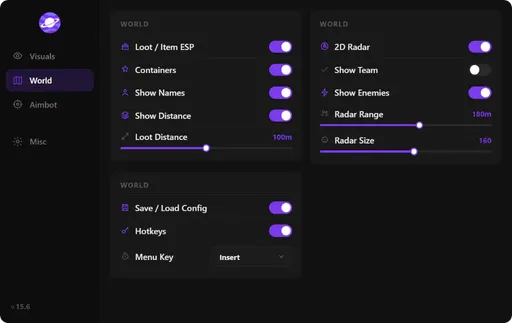 Visuals
World
Aimbot
Misc
15.6
WORLD
Loot / Item ESP
Containers
Show Names
Show Distance
Loot Distance 100m
WORLD
2D Radar
Show Team
Show Enemies
Radar Range 180m
Radar Size 160
WORLD
Save / Load Config
Hotkeys
Menu Key Insert